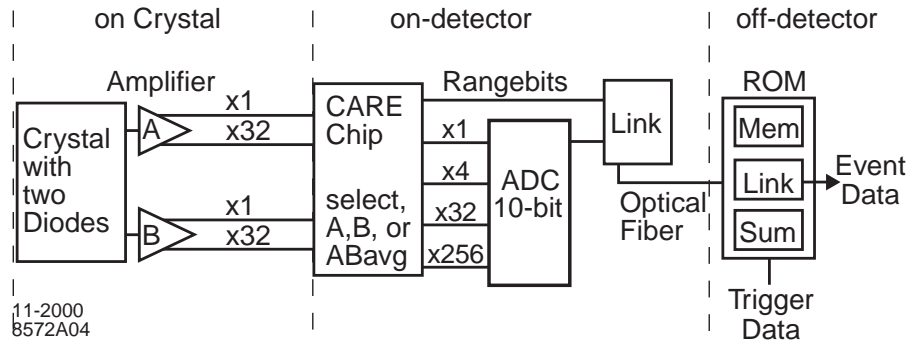 on Crystal
on-detector
off-detector
Amplifier
Rangebits
ROM
Crystal
with
two
Diodes
A
x1
x32
B
x1
x32
CARE
Chip
select,
A,B, or
ABavg
x1
x4
x32
x256
ADC
10-bit
Link
Optical
Fiber
Mem
Link
Sum
Event
Data
Trigger
Data
11-2000
8572A04